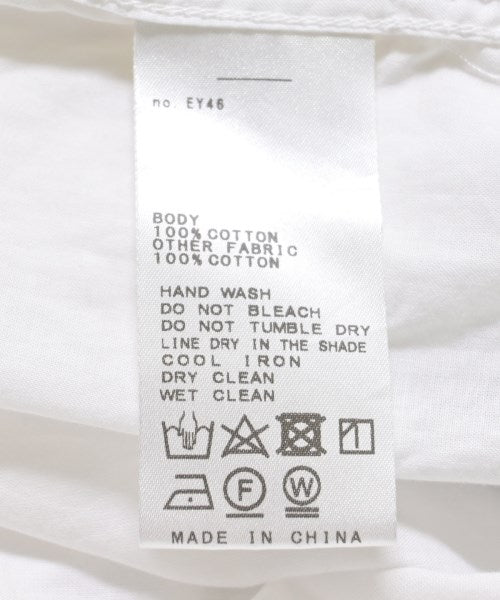 no. EY46
BODY
100% COTTON
OTHER FABRIC
100% COTTON
HAND WASH
DO NOT BLEACH
DO NOT TUMBLE DRY
LINE DRY IN THE SHADE
COOL IRON
DRY CLEAN
WET CLEAN
F W
MADE IN CHINA